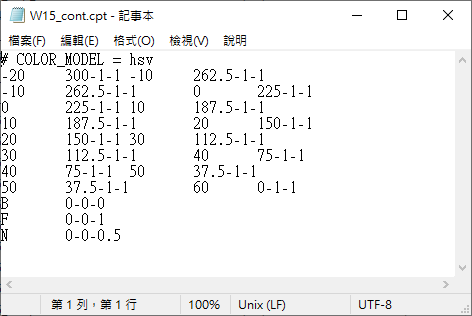 W15_cont.cpt - 記事本
檔案(F) 編輯(E) 格式(O) 檢視(V) 說明
# COLOR_MODEL = hsv
-20 300-1-1 -10 262.5-1-1
-10 262.5-1-1 0 225-1-1
0 225-1-1 10 187.5-1-1
10 187.5-1-1 20 150-1-1
20 150-1-1 30 112.5-1-1
30 112.5-1-1 40 75-1-1
40 75-1-1 50 37.5-1-1
50 37.5-1-1 60 0-1-1
B 0-0-0
F 0-0-1
N 0-0-0.5
第 1 列，第 1 行 100% Unix (LF) UTF-8